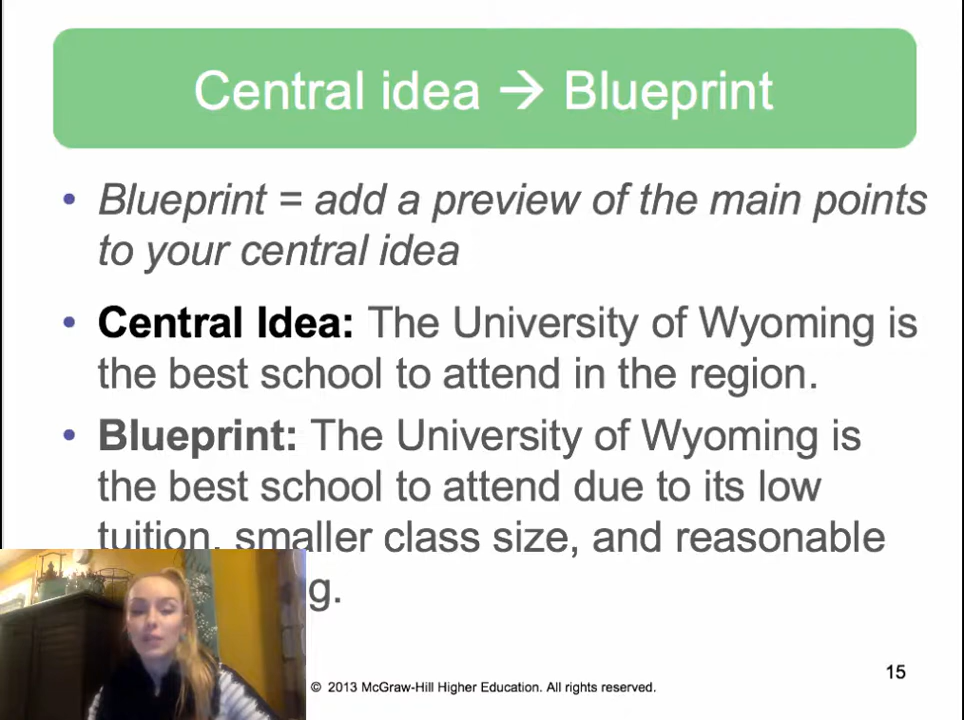 Central idea → Blueprint
• Blueprint = add a preview of the main points
to your central idea
• Central Idea: The University of Wyoming is
the best school to attend in the region.
• Blueprint: The University of Wyoming is
the best school to attend due to its low
tuition, smaller class size, and reasonable
g.
© 2013 McGraw-Hill Higher Education. All rights reserved.
15